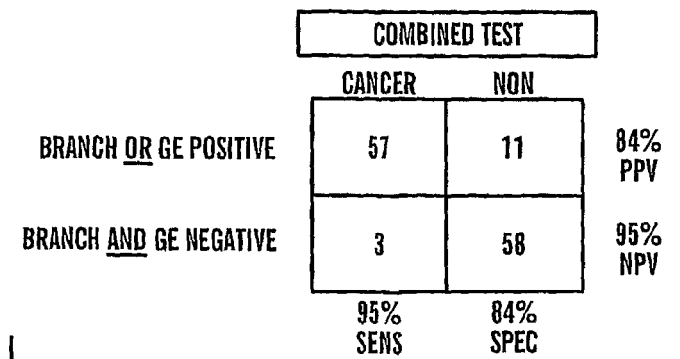 COMBINED TEST
CANCER NON
BRANCH OR GE POSITIVE 57 11 84%
PPV
BRANCH AND GE NEGATIVE 3 58 95%
NPV
95% 84%
SENS SPEC